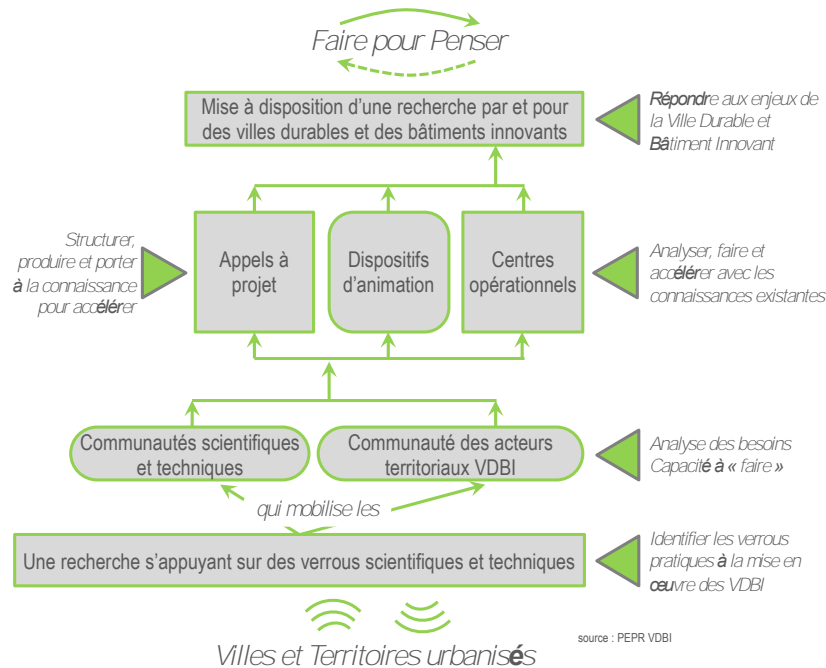 Faire pour Penser
Mise à disposition d'une recherche par et pour
des villes durables et des bâtiments innovants
Répondre aux enjeux de
la Ville Durable et
Bâtiment Innovant
Structurer,
produire et porter
à la connaissance
pour accélérer
Appels à
projet
Dispositifs
d'animation
Centres
opérationnels
Analyser, faire et
accélérer avec les
connaissances existantes
Communautés scientifiques
et techniques
Communauté des acteurs
territoriaux VDBI
Analyse des besoins
Capacité à « faire »
qui mobilise les
Une recherche s'appuyant sur des verrous scientifiques et techniques
Identifier les verrous
pratiques à la mise en
œuvre des VDBI
source : PEPR VDBI
Villes et Territoires urbanisés